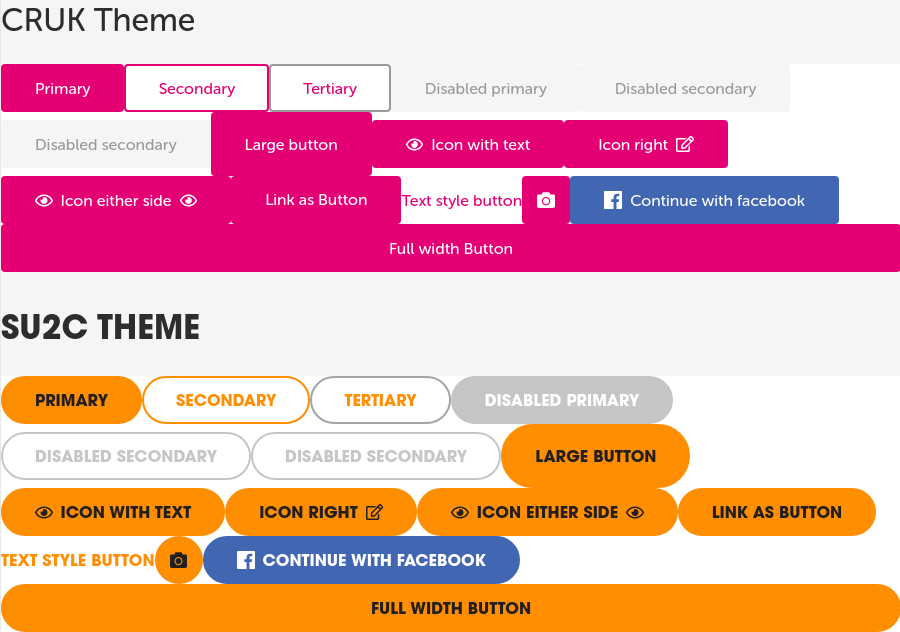 CRUK Theme
Primary Secondary Tertiary Disabled primary Disabled secondary
Disabled secondary Large button Icon with text Icon right
Icon either side Link as Button Text style button Continue with facebook
Full width Button
SU2C THEME
PRIMARY SECONDARY TERTIARY DISABLED PRIMARY
DISABLED SECONDARY DISABLED SECONDARY LARGE BUTTON
ICON WITH TEXT ICON RIGHT ICON EITHER SIDE LINK AS BUTTON
TEXT STYLE BUTTON CONTINUE WITH FACEBOOK
FULL WIDTH BUTTON